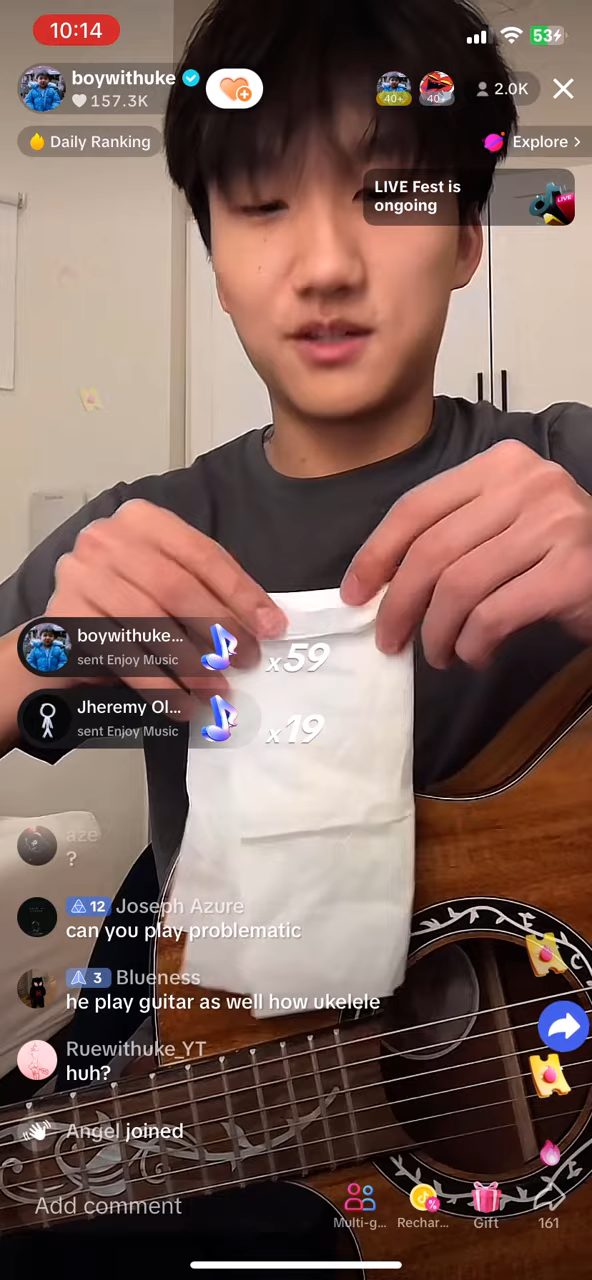 10:14
53
boywithuke
157.3K
40+
40+
2.0K
Daily Ranking
Explore >
LIVE Fest is
ongoing
LIVE
boywithuke...
sent Enjoy Music
x59
Jheremy Ol...
sent Enjoy Music
x19
aze
?
12 Joseph Azure
can you play problematic
3 Blueness
he play guitar as well how ukelele
Ruewithuke_YT
huh?
Angel joined
Add comment
Multi-g...
Rechar...
Gift
161